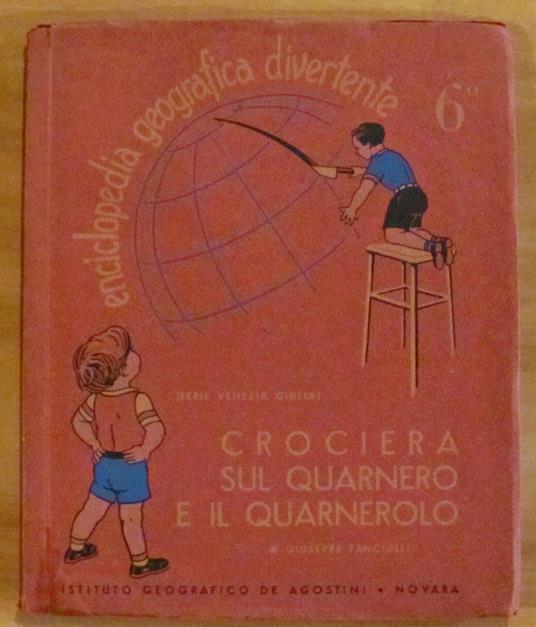 enciclopedia geografica divertente
6°
(SERIE VENEZIA GIULIA)
CROCIERA
SUL QUARNERO
E IL QUARNEROLO
di GIUSEPPE FANCIULLI
ISTITUTO GEOGRAFICO DE AGOSTINI • NOVARA